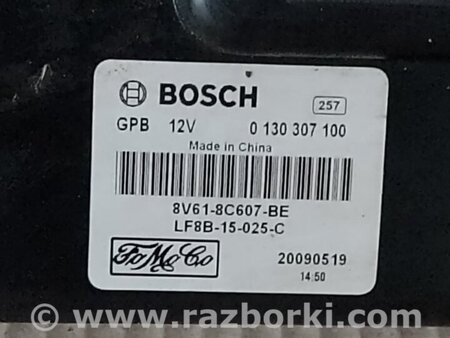 BOSCH
257
GPB 12V 0 130 307 100
Made in China
8V61-8C607-BE
LF8B-15-025-C
FoMoCo 20090519
14:50
© www.razborki.com